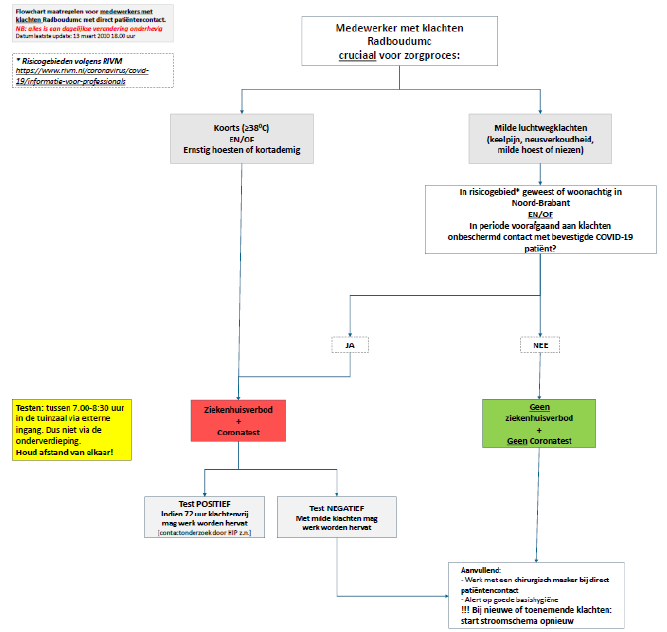 Flowchart maatregelen voor medewerkers met
klachten Radboudumc met direct patiëntecontact.
NB: alles is aan dagelijkse verandering onderhevig
Datum laatste update: 13 maart 2010 18.00 uur
* Risicogebieden volgens RIVM
https://www.rivm.nl/coronavirus/covid-
19/informatie-voor-professionals
Medewerker met klachten
Radboudumc
cruciaal voor zorgproces:
Koorts (≥38⁰C)
EN/OF
Ernstig hoesten of kortademig
Milde luchtwegklachten
(keelpijn, neusverkoudheid,
milde hoest of niezen)
In risicogebied* geweest of woonachtig in
Noord-Brabant
EN/OF
In periode voorafgaand aan klachten
onbeschermd contact met bevestigde COVID-19
patiënt?
JA
NEE
Testen: tussen 7.00-8:30 uur
in de tuinzaal via externe
ingang. Dus niet via de
onderverdieping.
Houd afstand van elkaar!
Ziekenhuisverbod
+
Coronatest
Geen
ziekenhuisverbod
+
Geen Coronatest
Test POSITIEF
Indien 72 uur klachtenvrij
mag werk worden hervat
[contactonderzoek door HIP z.n.]
Test NEGATIEF
Met milde klachten mag
werk worden hervat
Aanvullend:
- Werk met een chirurgisch masker bij direct
patiëntencontact
- Alert op goede basishygiëne
!!! Bij nieuwe of toenemende klachten:
start stroomschema opnieuw